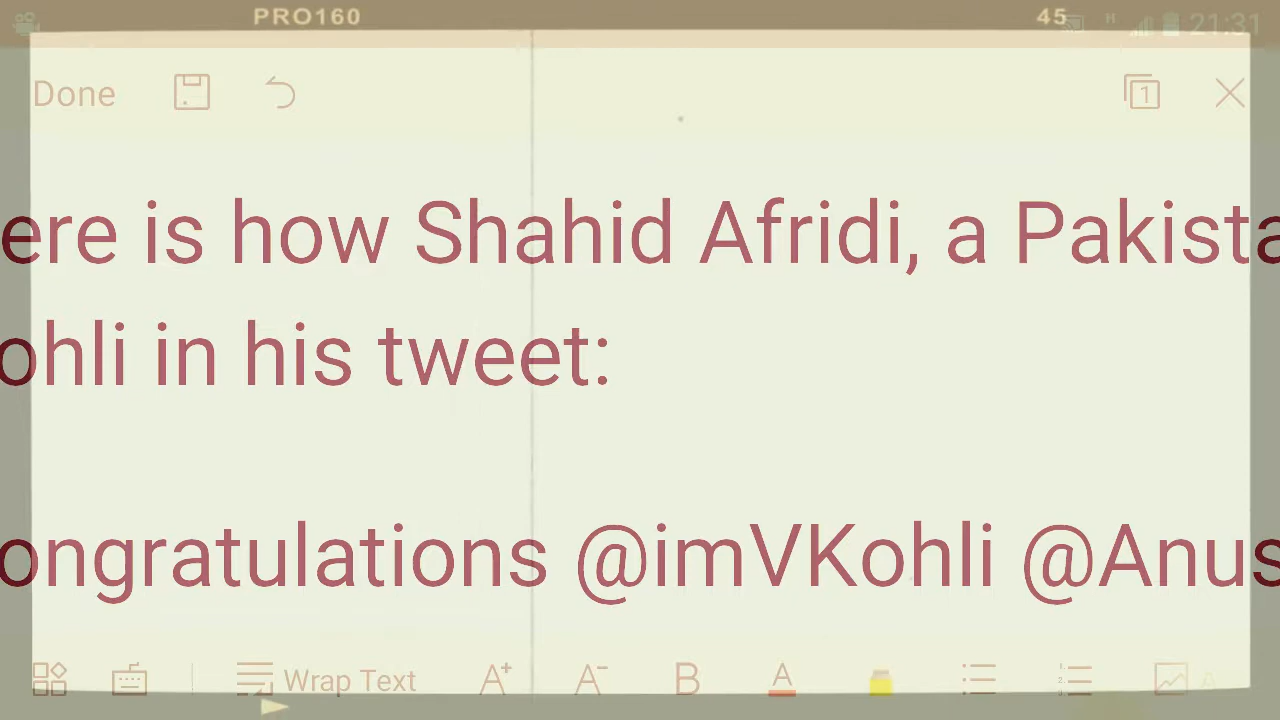 PRO160 45 H 21:31
Done 1
ere is how Shahid Afridi, a Pakista
ohli in his tweet:
ongratulations @imVKohli @Anus
Wrap Text A+ A- B A